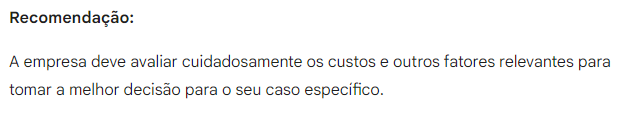 Recomendação:
A empresa deve avaliar cuidadosamente os custos e outros fatores relevantes para
tomar a melhor decisão para o seu caso específico.